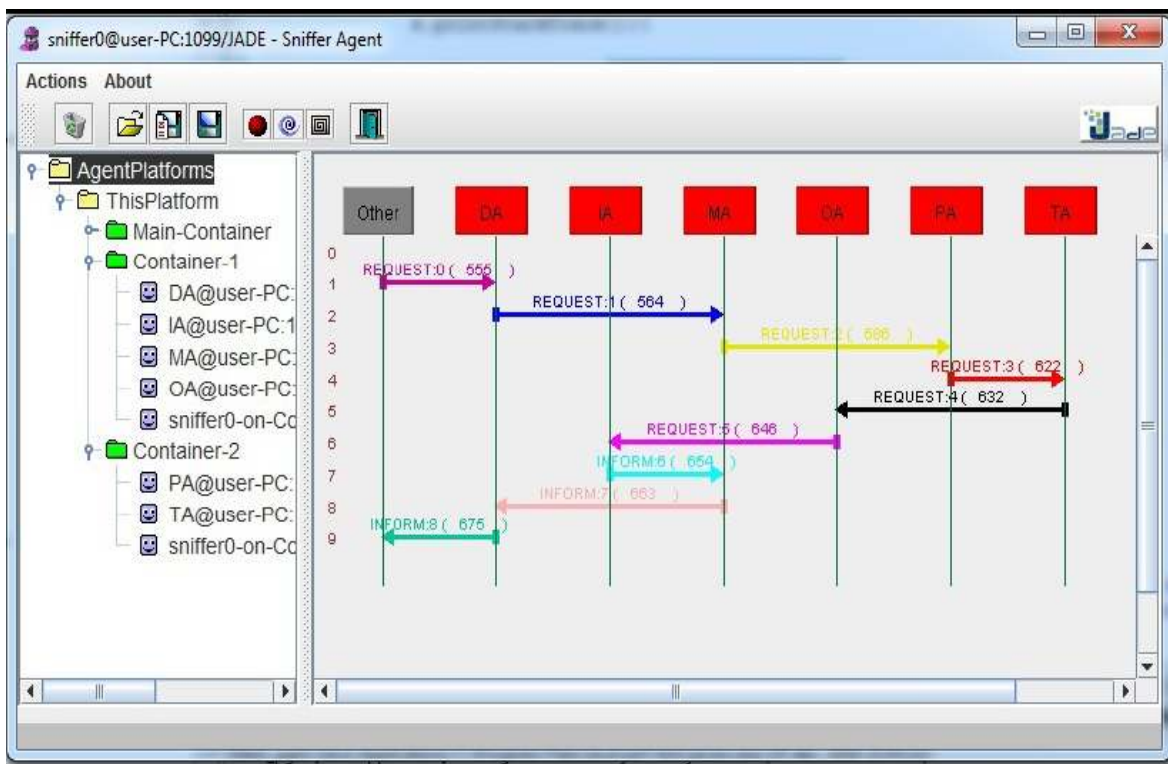 sniffer0@user-PC:1099/JADE - Sniffer Agent
Actions About
Jade
AgentPlatforms
ThisPlatform
Main-Container
Container-1
DA@user-PC:
IA@user-PC:1
MA@user-PC:
OA@user-PC:
sniffer0-on-Co
Container-2
PA@user-PC:
TA@user-PC:
sniffer0-on-Co
Other DA IA MA OA PA TA
0
REQUEST:0 ( 555 )
1
REQUEST:1 ( 564 )
2
REQUEST:2 ( )
3
REQUEST:3 ( 622 )
4
REQUEST:4 ( 632 )
5
REQUEST:5 ( 646 )
6
INFORM:6 ( 654 )
7
INFORM:7 ( 663 )
8
INFORM:8 ( 675 )
9